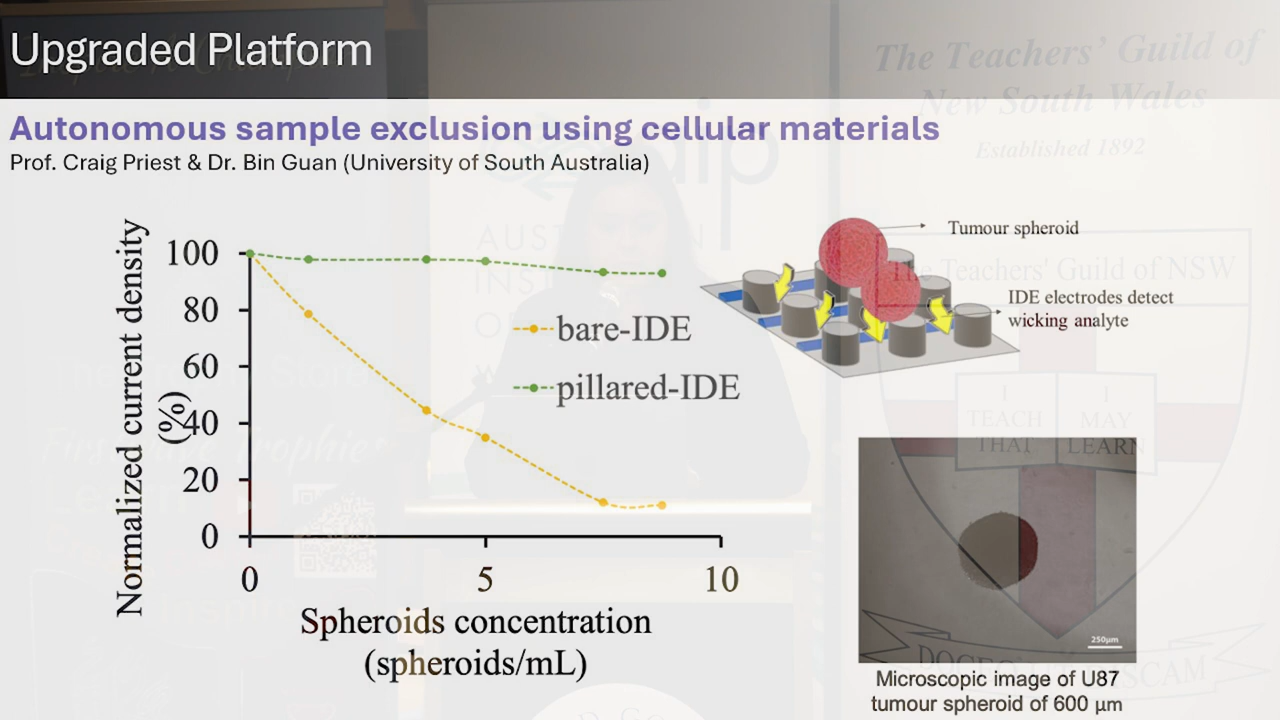 Upgraded Platform
The Teachers' Guild of
New South Wales
Established 1892
Autonomous sample exclusion using cellular materials
Prof. Craig Priest & Dr. Bin Guan (University of South Australia)
aip
Normalized current density
(%)
100
80
60
40
20
0
0
5
10
Spheroids concentration
(spheroids/mL)
bare-IDE
pillared-IDE
Tumour spheroid
The Teachers' Guild of NSW
IDE electrodes detect
wicking analyte
I
TEACH
THAT
I
MAY
LEARN
250µm
Microscopic image of U87
tumour spheroid of 600 µm